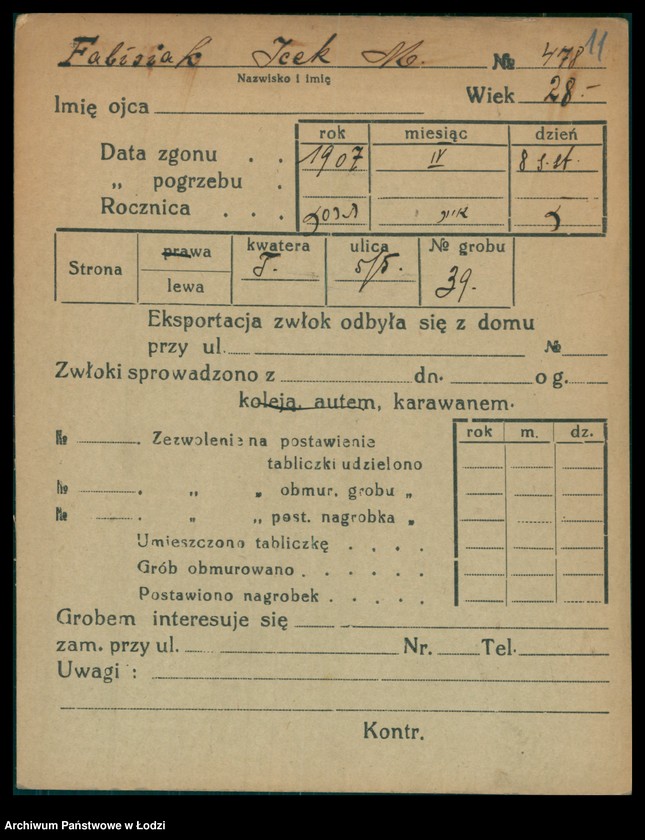 Fabisiak Icek M. № 478 11
Nazwisko i imię
Wiek 28.-
Imię ojca
rok miesiąc dzień
Data zgonu . . 1907 IV 8 s.st.
„ pogrzebu .
Rocznica . . .
Strona prawa kwatera ulica № grobu
lewa T. 5/5. 39.
Eksportacja zwłok odbyła się z domu
przy ul. №
Zwłoki sprowadzono z dn. o g.
koleją, autem, karawanem.
rok m. dz.
№ . Zezwolenie na postawienie
tabliczki udzielono
№ . „ „ obmur. grobu „
№ . „ „ post. nagrobka „
Umieszczono tabliczkę . . . .
Grób obmurowano . . . . . .
Postawiono nagrobek . . . . .
Grobem interesuje się
zam. przy ul. Nr. Tel.
Uwagi :
Kontr.
Archiwum Państwowe w Łodzi